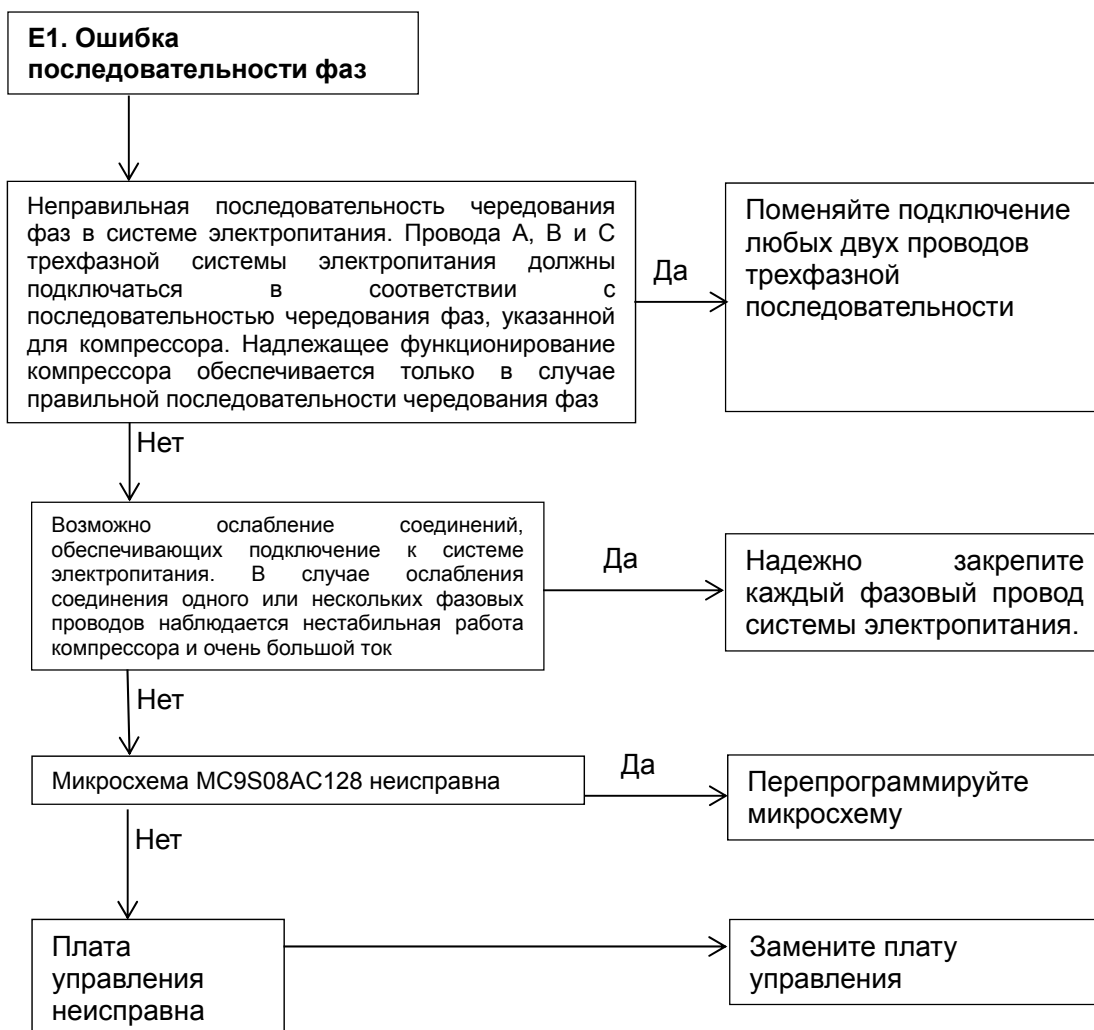 E1. Ошибка
последовательности фаз
Неправильная последовательность чередования
фаз в системе электропитания. Провода А, В и С
трехфазной системы электропитания должны
подключаться в соответствии с
последовательностью чередования фаз, указанной
для компрессора. Надлежащее функционирование
компрессора обеспечивается только в случае
правильной последовательности чередования фаз
Да
Поменяйте подключение
любых двух проводов
трехфазной
последовательности
Нет
Возможно ослабление соединений,
обеспечивающих подключение к системе
электропитания. В случае ослабления
соединения одного или нескольких фазовых
проводов наблюдается нестабильная работа
компрессора и очень большой ток
Да
Надежно закрепите
каждый фазовый провод
системы электропитания.
Нет
Микросхема MC9S08AC128 неисправна
Да
Перепрограммируйте
микросхему
Нет
Плата
управления
неисправна
Замените плату
управления